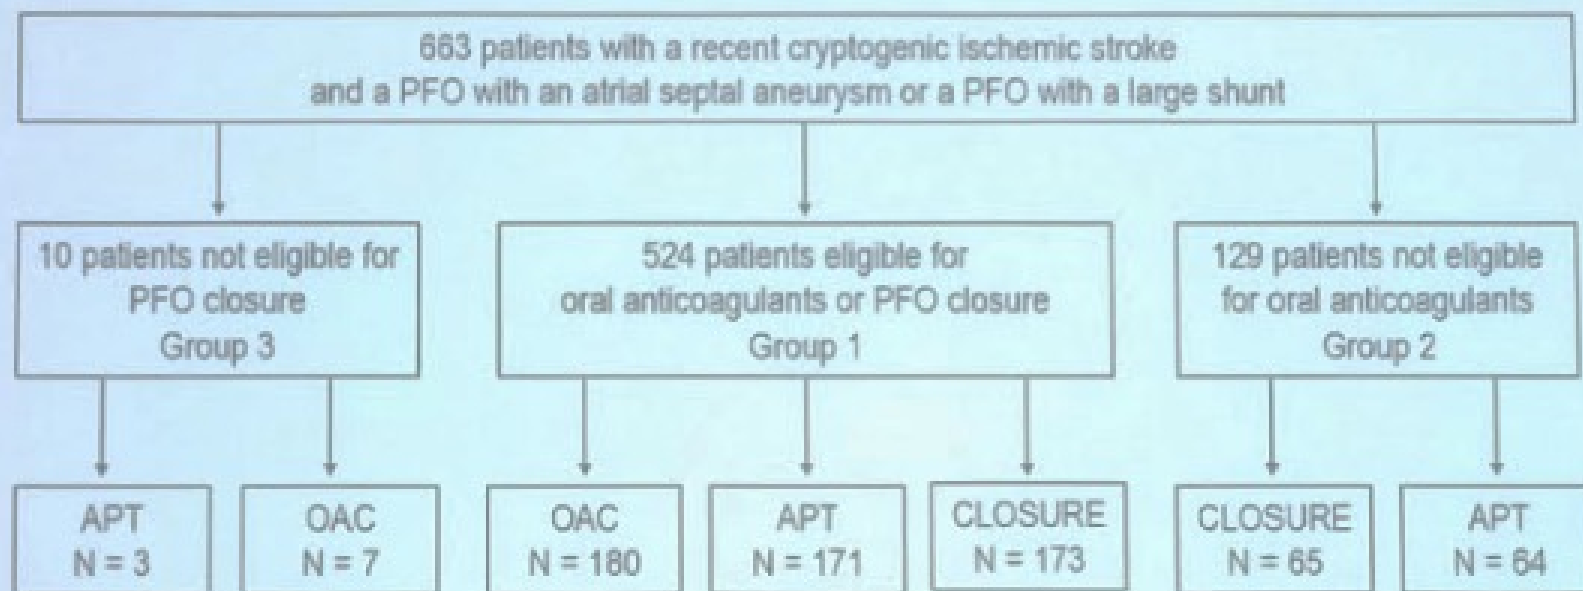 663 patients with a recent cryptogenic ischemic stroke
and a PFO with an atrial septal aneurysm or a PFO with a large shunt
10 patients not eligible for
PFO closure
Group 3
524 patients eligible for
oral anticoagulants or PFO closure
Group 1
129 patients not eligible
for oral anticoagulants
Group 2
APT
N = 3
OAC
N = 7
OAC
N = 180
APT
N = 171
CLOSURE
N = 173
CLOSURE
N = 65
APT
N = 64